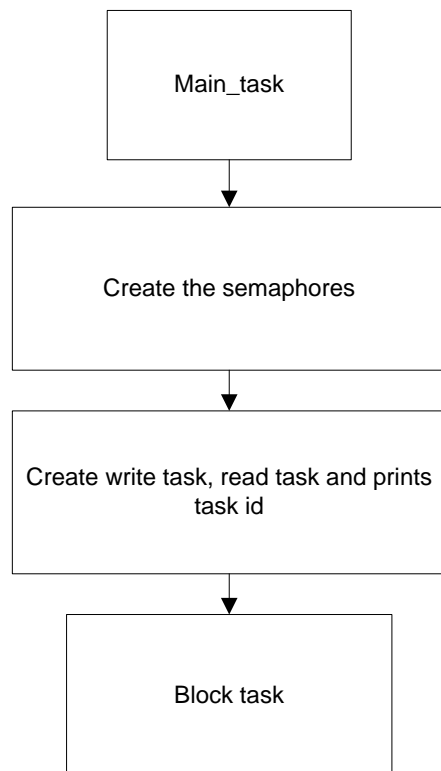 Main_task
Create the semaphores
Create write task, read task and prints
task id
Block task